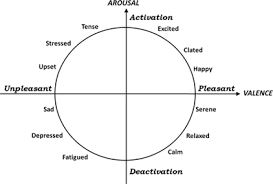 AROUSAL
Activation
Tense
Excited
Stressed
Clated
Upset
Happy
Unpleasant
Pleasant
VALENCE
Sad
Serene
Depressed
Relaxed
Fatigued
Calm
Deactivation